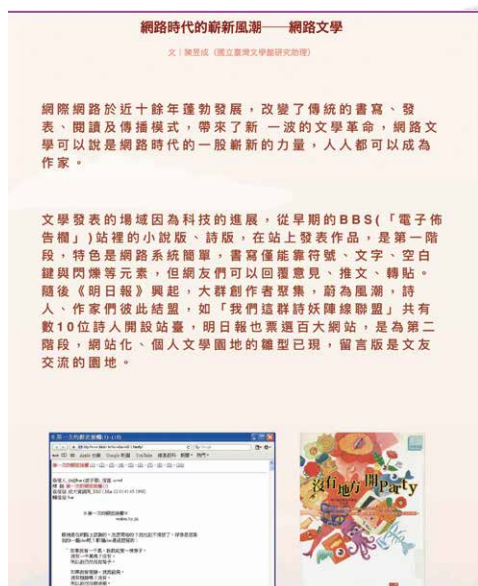 網路時代的嶄新風潮——網路文學
文｜陳昱成（國立臺灣文學館研究助理）
網際網路於近十餘年蓬勃發展，改變了傳統的書寫、發
表、閱讀及傳播模式，帶來了新 一波的文學革命，網路文
學可以說是網路時代的一股嶄新的力量，人人都可以成為
作家。
文學發表的場域因為科技的進展，從早期的BBS(「電子佈
告欄」)站裡的小說版、詩版，在站上發表作品，是第一階
段，特色是網路系統簡單，書寫僅能靠符號、文字、空白
鍵與閃爍等元素，但網友們可以回覆意見、推文、轉貼。
隨後《明日報》興起，大群創作者聚集，蔚為風潮，詩
人、作家們彼此結盟，如「我們這群詩妖陣線聯盟」共有
數10位詩人開設站臺，明日報也票選百大網站，是為第二
階段，網站化、個人文學園地的雛型已現，留言版是文友
交流的園地。
沒有地方開Party